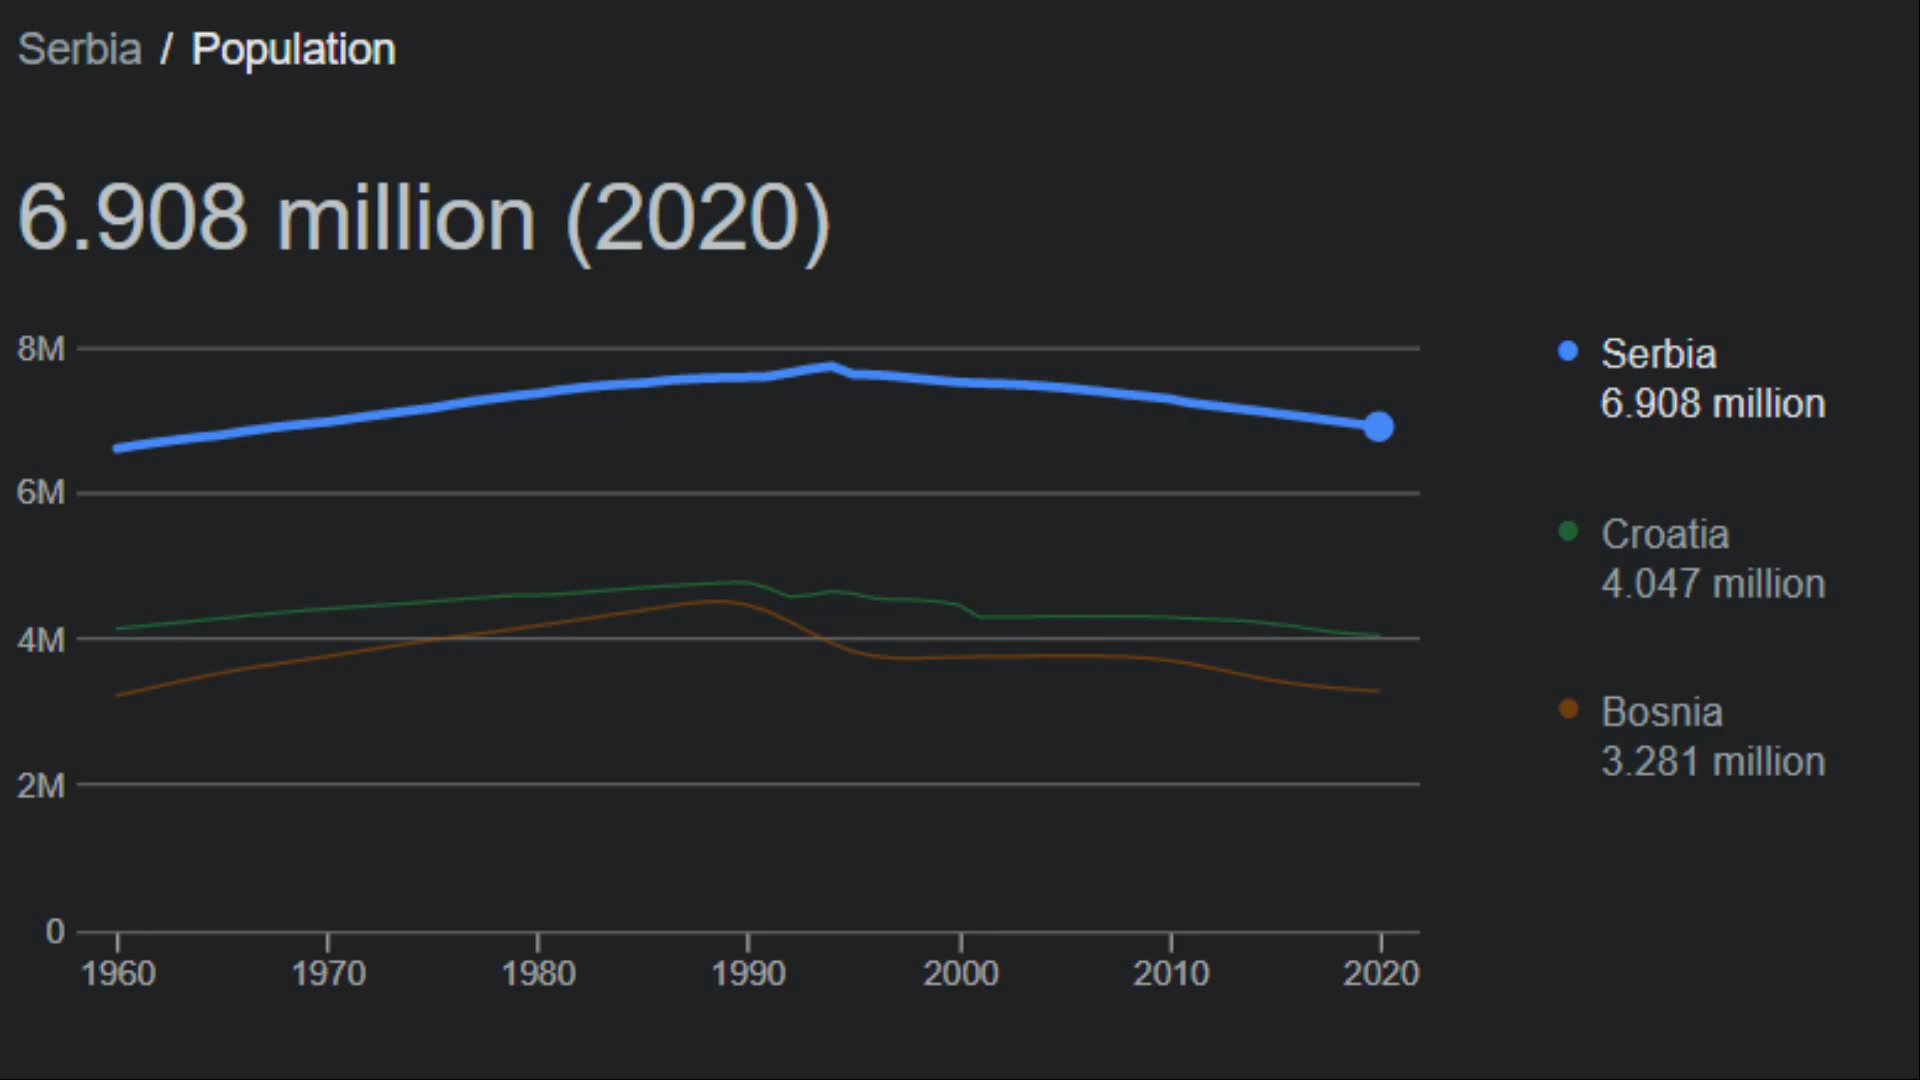 Serbia / Population
6.908 million (2020)
8M
6M
4M
2M
0
1960 1970 1980 1990 2000 2010 2020
Serbia
6.908 million
Croatia
4.047 million
Bosnia
3.281 million